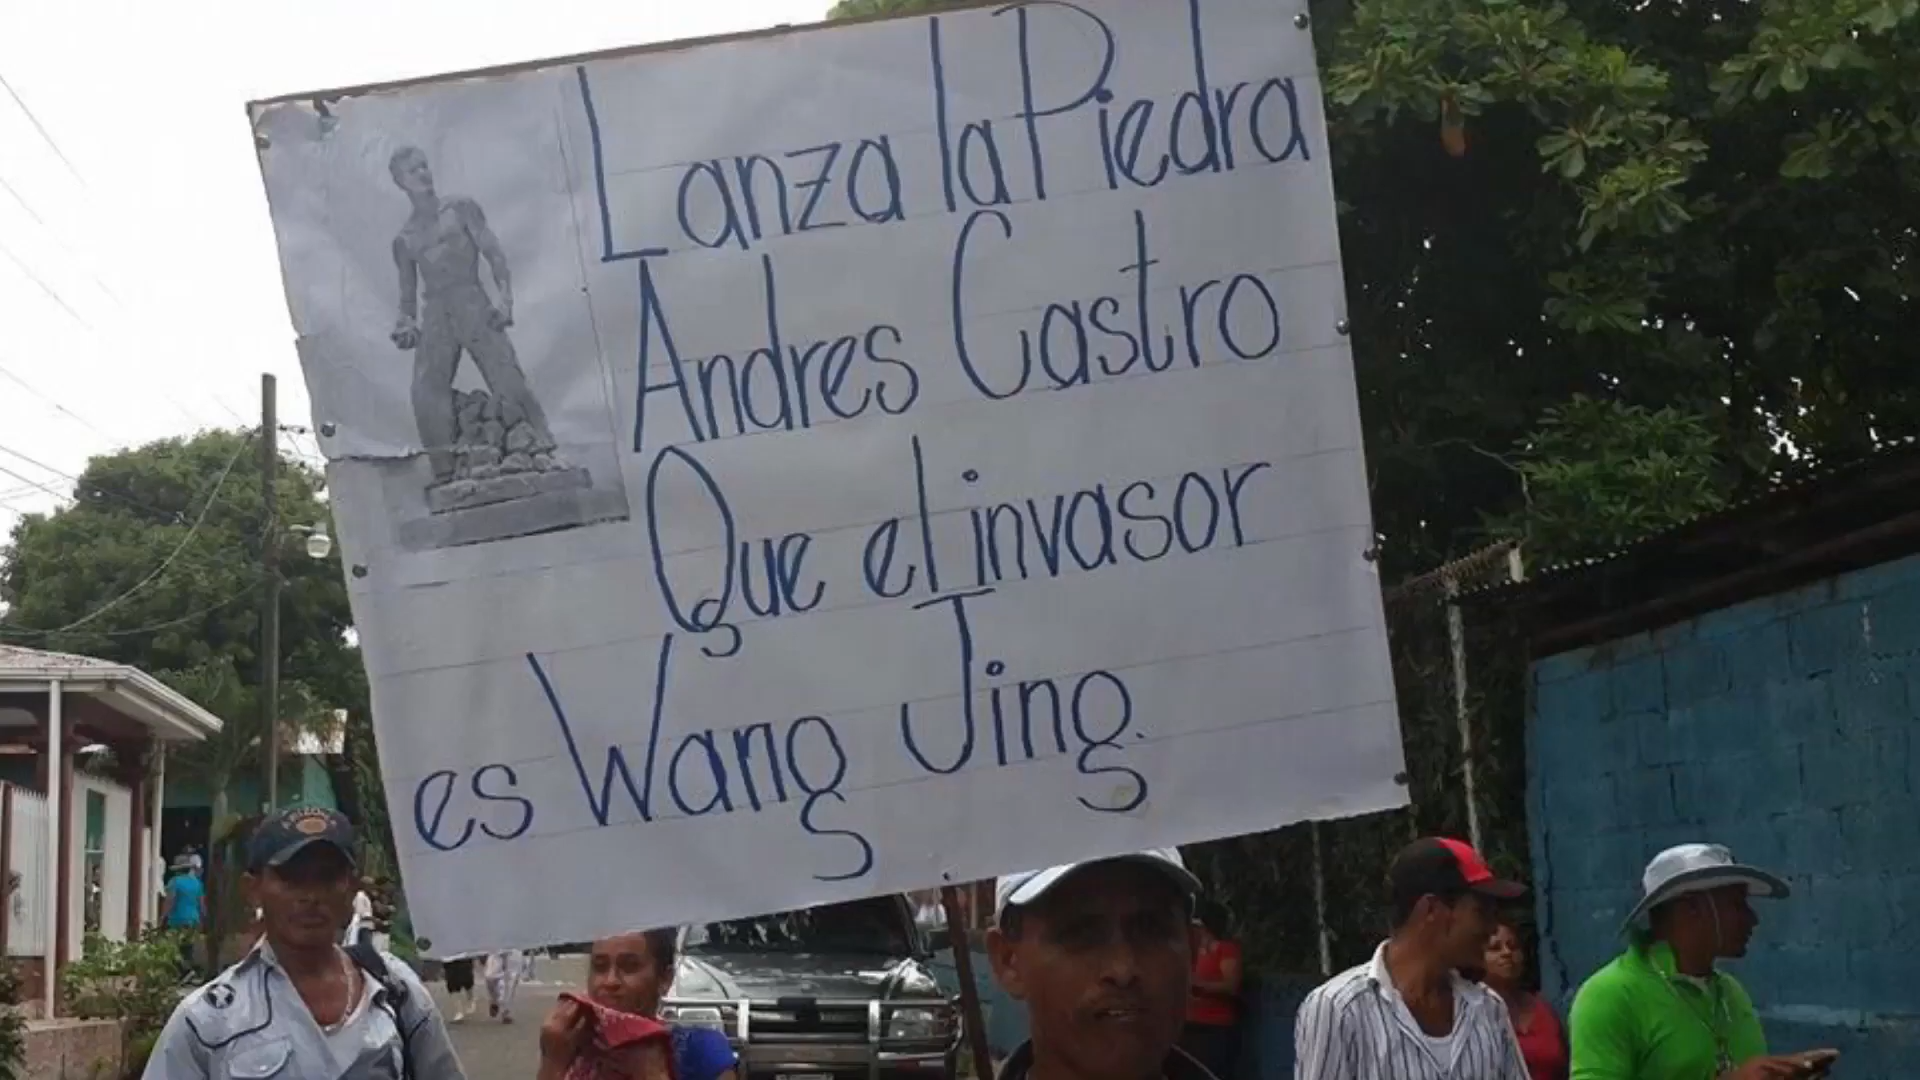 Lanza la Piedra
Andres Castro
Que el invasor
es Wang Jing.